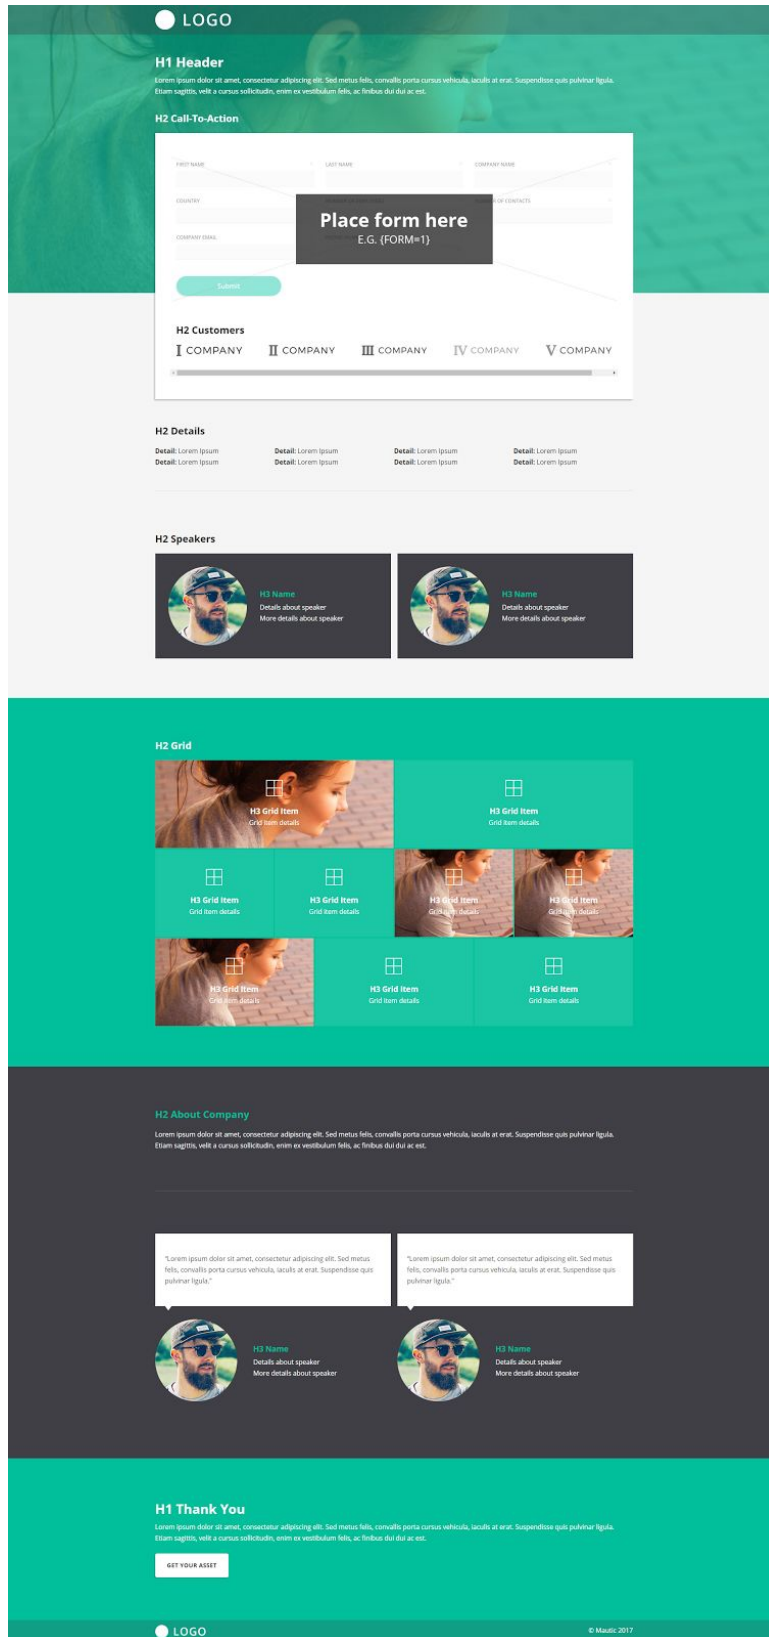 LOGO
H1 Header
Lorem ipsum dolor sit amet, consectetur adipiscing elit. Sed metus felis, convallis porta cursus vehicula, iaculis at erat. Suspendisse quis pulvinar ligula.
Etiam sagittis, velit a cursus sollicitudin, enim ex vestibulum felis, ac finibus dui dui ac est.
H2 Call-To-Action
FIRST NAME LAST NAME COMPANY NAME
COUNTRY OF CONTACTS
Place form here
E.G. {FORM=1}
COMPANY EMAIL
Submit
H2 Customers
I COMPANY II COMPANY III COMPANY IV COMPANY V COMPANY
H2 Details
Detail: Lorem Ipsum Detail: Lorem Ipsum Detail: Lorem Ipsum Detail: Lorem Ipsum
Detail: Lorem Ipsum Detail: Lorem Ipsum Detail: Lorem Ipsum Detail: Lorem Ipsum
H2 Speakers
H3 Name
Details about speaker
More details about speaker
H3 Name
Details about speaker
More details about speaker
H2 Grid
H3 Grid Item
Grid item details
H3 Grid Item
Grid item details
H3 Grid Item
Grid item details
H3 Grid Item
Grid item details
H3 Grid Item
Grid item details
H3 Grid Item
Grid item details
H3 Grid Item
Grid item details
H3 Grid Item
Grid item details
H3 Grid Item
Grid item details
H2 About Company
Lorem ipsum dolor sit amet, consectetur adipiscing elit. Sed metus felis, convallis porta cursus vehicula, iaculis at erat. Suspendisse quis pulvinar ligula.
Etiam sagittis, velit a cursus sollicitudin, enim ex vestibulum felis, ac finibus dui dui ac est.
"Lorem ipsum dolor sit amet, consectetur adipiscing elit. Sed metus
felis, convallis porta cursus vehicula, iaculis at erat. Suspendisse quis
pulvinar ligula."
H3 Name
Details about speaker
More details about speaker
"Lorem ipsum dolor sit amet, consectetur adipiscing elit. Sed metus
felis, convallis porta cursus vehicula, iaculis at erat. Suspendisse quis
pulvinar ligula."
H3 Name
Details about speaker
More details about speaker
H1 Thank You
Lorem ipsum dolor sit amet, consectetur adipiscing elit. Sed metus felis, convallis porta cursus vehicula, iaculis at erat. Suspendisse quis pulvinar ligula.
Etiam sagittis, velit a cursus sollicitudin, enim ex vestibulum felis, ac finibus dui dui ac est.
GET YOUR ASSET
LOGO © Mautic 2017